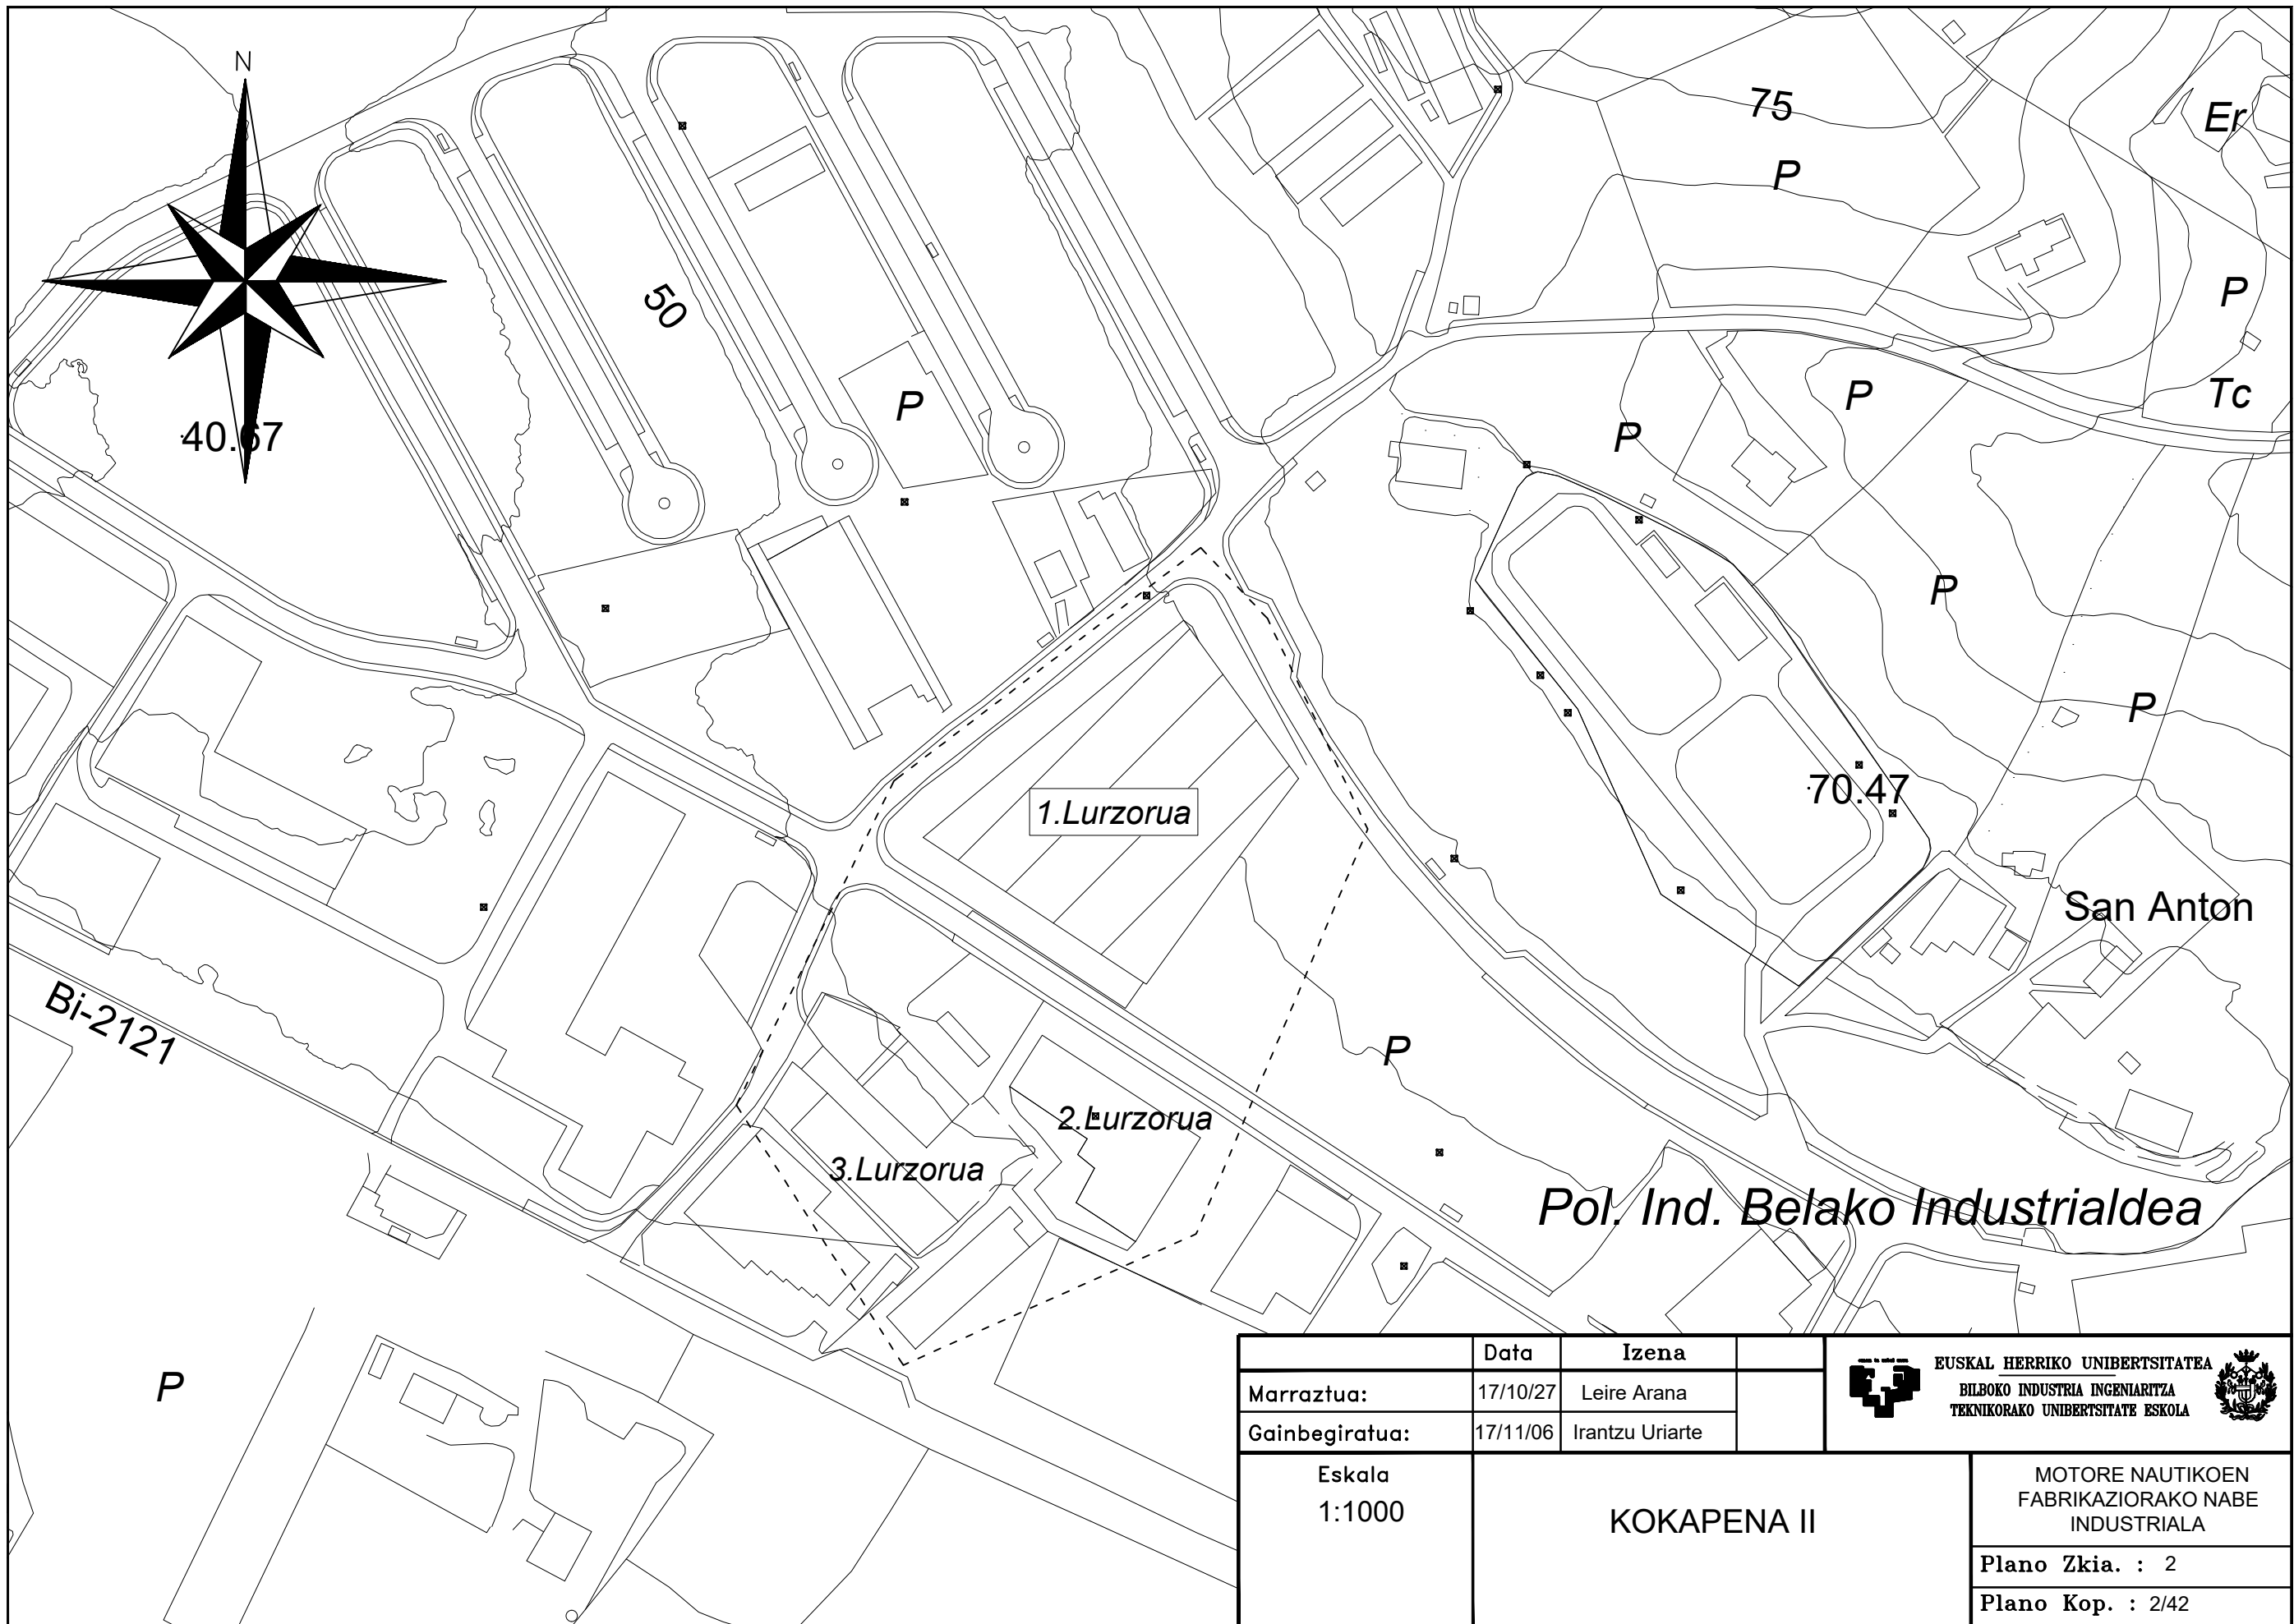 N
75
Er
P
50
P
P
P
P
Tc
40.67
P
P
1.Lurzorua
P
70.47
San Anton
Bi-2121
P
2.Lurzorua
3.Lurzorua
Pol. Ind. Belako Industrialdea
P
Data Izena
Marraztua: 17/10/27 Leire Arana
Gainbegiratua: 17/11/06 Irantzu Uriarte
EUSKAL HERRIKO UNIBERTSITATEA
BILBOKO INDUSTRIA INGENIARITZA
TEKNIKORAKO UNIBERTSITATE ESKOLA
Eskala
1:1000
KOKAPENA II
MOTORE NAUTIKOEN
FABRIKAZIORAKO NABE
INDUSTRIALA
Plano Zkia. : 2
Plano Kop. : 2/42